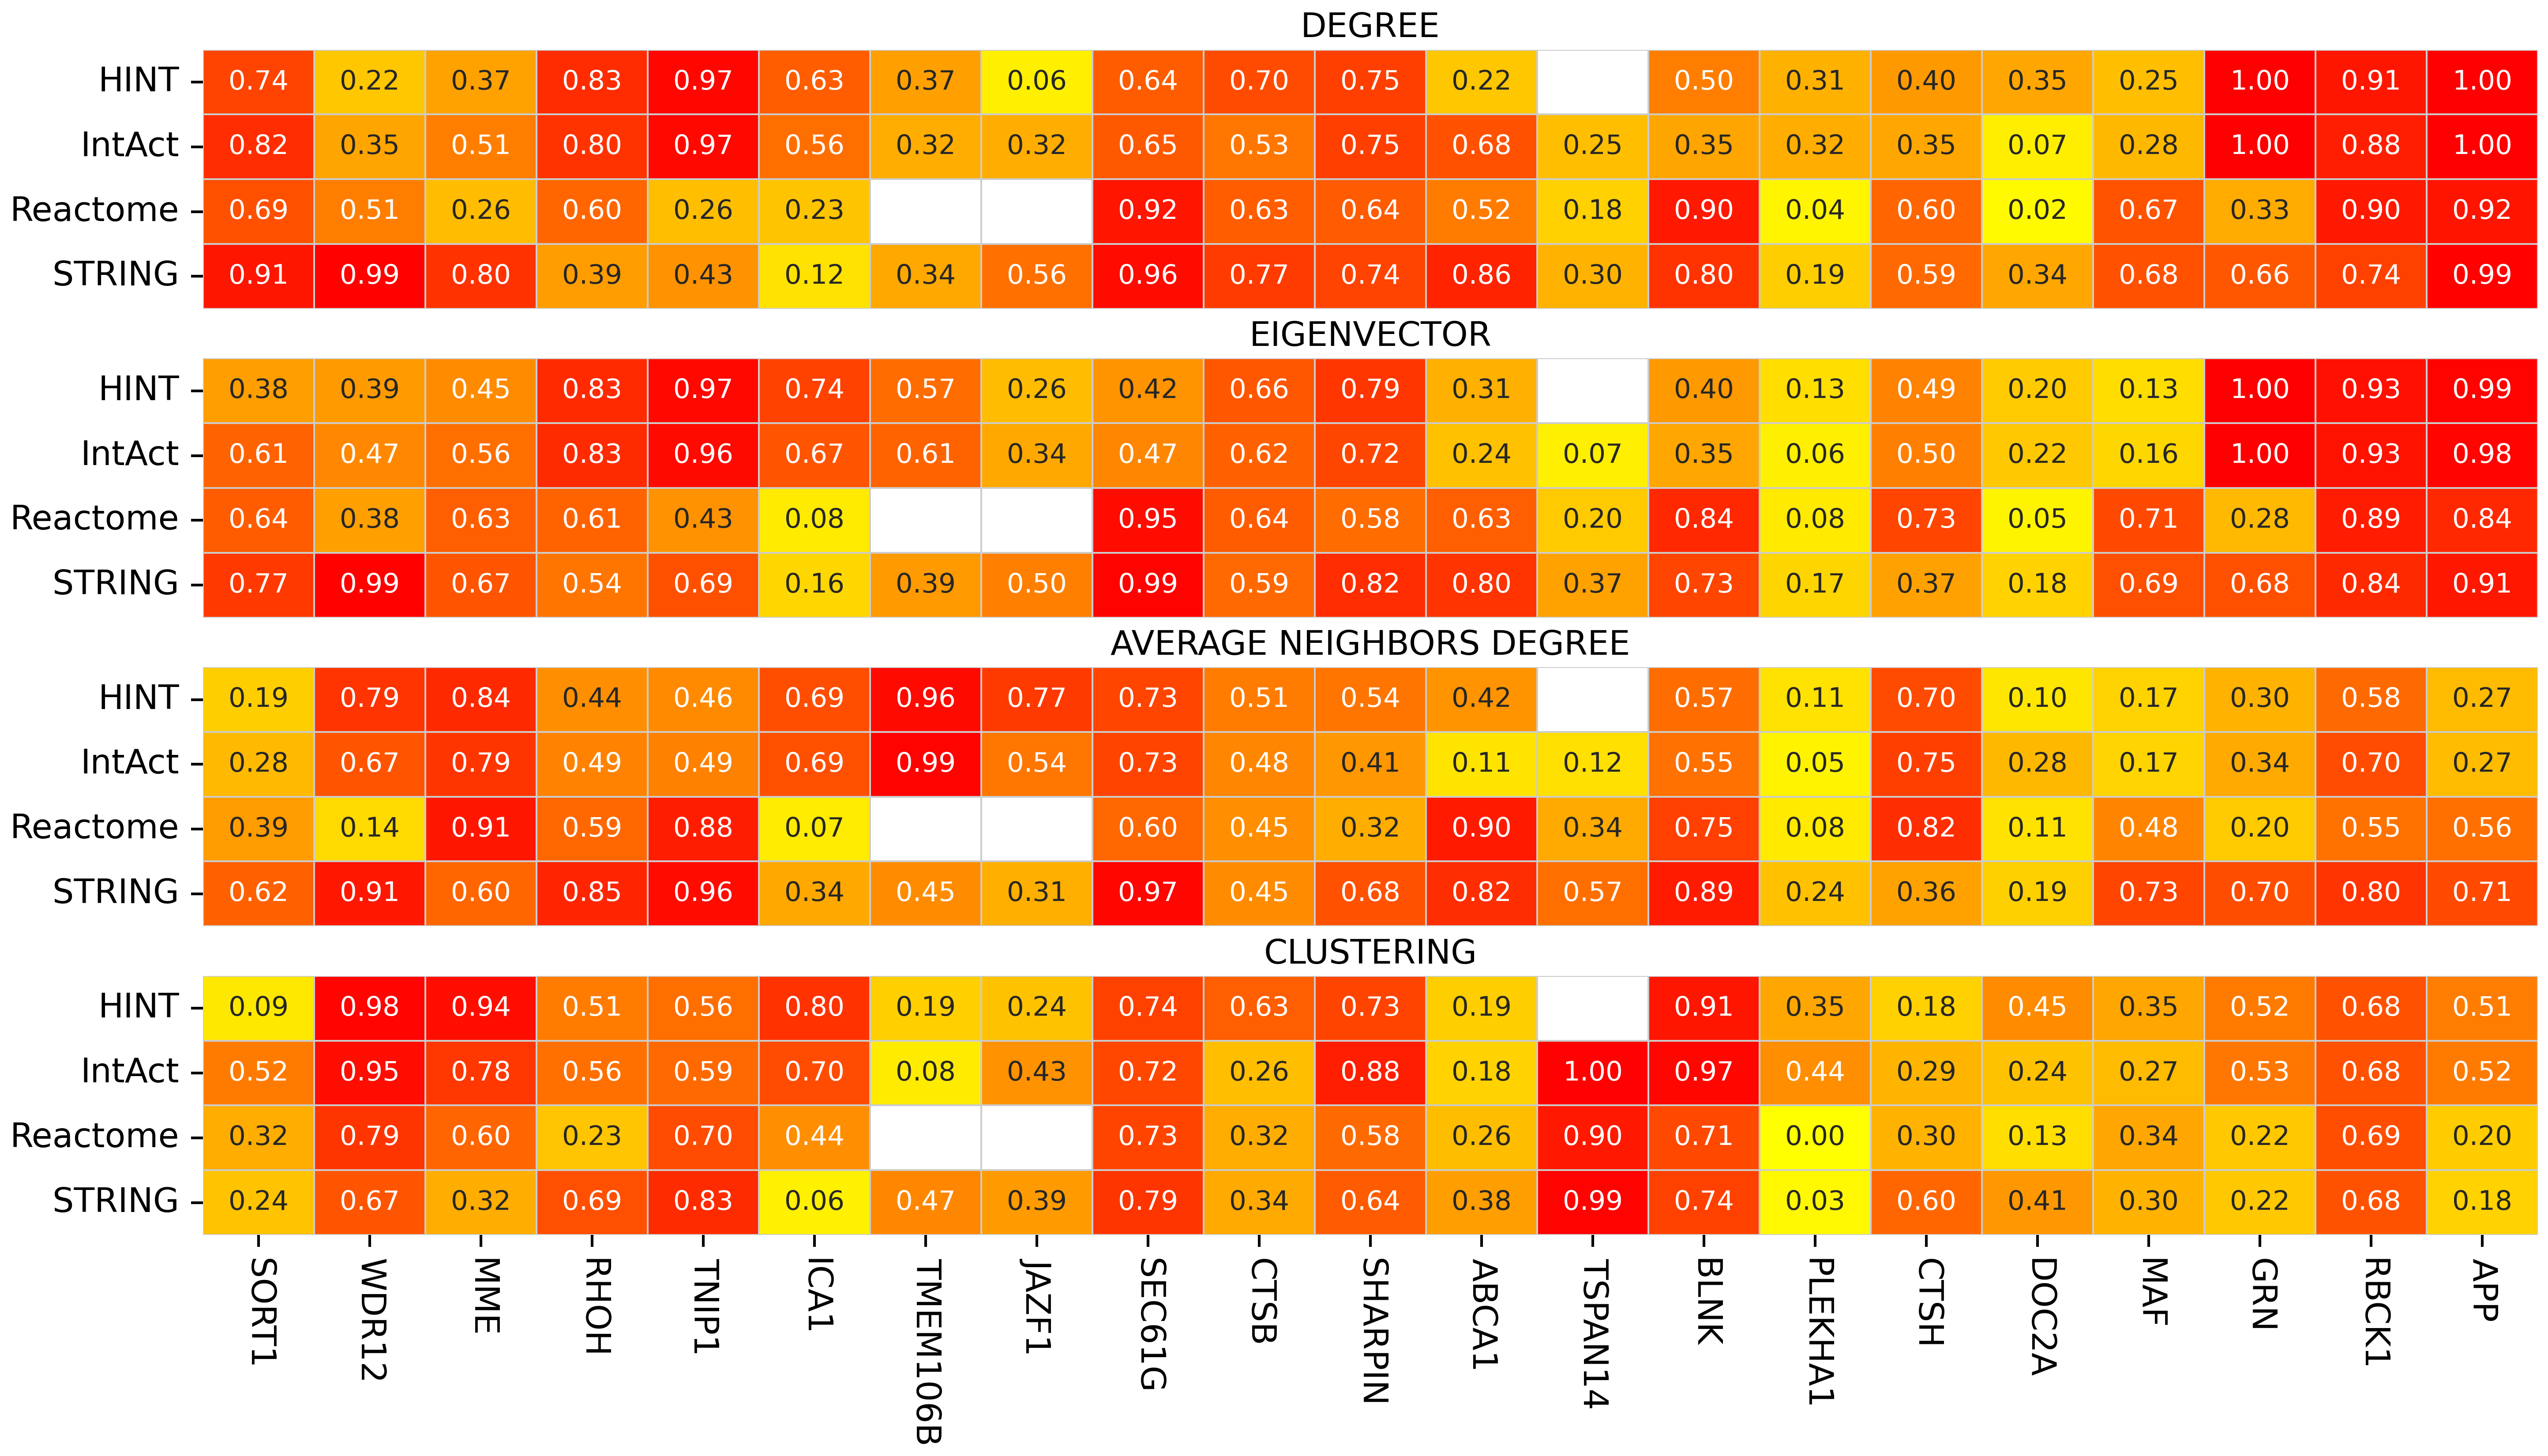 DEGREE
HINT 0.74 0.22 0.37 0.83 0.97 0.63 0.37 0.06 0.64 0.70 0.75 0.22 0.50 0.31 0.40 0.35 0.25 1.00 0.91 1.00
IntAct 0.82 0.35 0.51 0.80 0.97 0.56 0.32 0.32 0.65 0.53 0.75 0.68 0.25 0.35 0.32 0.35 0.07 0.28 1.00 0.88 1.00
Reactome 0.69 0.51 0.26 0.60 0.26 0.23 0.92 0.63 0.64 0.52 0.18 0.90 0.04 0.60 0.02 0.67 0.33 0.90 0.92
STRING 0.91 0.99 0.80 0.39 0.43 0.12 0.34 0.56 0.96 0.77 0.74 0.86 0.30 0.80 0.19 0.59 0.34 0.68 0.66 0.74 0.99
EIGENVECTOR
HINT 0.38 0.39 0.45 0.83 0.97 0.74 0.57 0.26 0.42 0.66 0.79 0.31 0.40 0.13 0.49 0.20 0.13 1.00 0.93 0.99
IntAct 0.61 0.47 0.56 0.83 0.96 0.67 0.61 0.34 0.47 0.62 0.72 0.24 0.07 0.35 0.06 0.50 0.22 0.16 1.00 0.93 0.98
Reactome 0.64 0.38 0.63 0.61 0.43 0.08 0.95 0.64 0.58 0.63 0.20 0.84 0.08 0.73 0.05 0.71 0.28 0.89 0.84
STRING 0.77 0.99 0.67 0.54 0.69 0.16 0.39 0.50 0.99 0.59 0.82 0.80 0.37 0.73 0.17 0.37 0.18 0.69 0.68 0.84 0.91
AVERAGE NEIGHBORS DEGREE
HINT 0.19 0.79 0.84 0.44 0.46 0.69 0.96 0.77 0.73 0.51 0.54 0.42 0.57 0.11 0.70 0.10 0.17 0.30 0.58 0.27
IntAct 0.28 0.67 0.79 0.49 0.49 0.69 0.99 0.54 0.73 0.48 0.41 0.11 0.12 0.55 0.05 0.75 0.28 0.17 0.34 0.70 0.27
Reactome 0.39 0.14 0.91 0.59 0.88 0.07 0.60 0.45 0.32 0.90 0.34 0.75 0.08 0.82 0.11 0.48 0.20 0.55 0.56
STRING 0.62 0.91 0.60 0.85 0.96 0.34 0.45 0.31 0.97 0.45 0.68 0.82 0.57 0.89 0.24 0.36 0.19 0.73 0.70 0.80 0.71
CLUSTERING
HINT 0.09 0.98 0.94 0.51 0.56 0.80 0.19 0.24 0.74 0.63 0.73 0.19 0.91 0.35 0.18 0.45 0.35 0.52 0.68 0.51
IntAct 0.52 0.95 0.78 0.56 0.59 0.70 0.08 0.43 0.72 0.26 0.88 0.18 1.00 0.97 0.44 0.29 0.24 0.27 0.53 0.68 0.52
Reactome 0.32 0.79 0.60 0.23 0.70 0.44 0.73 0.32 0.58 0.26 0.90 0.71 0.00 0.30 0.13 0.34 0.22 0.69 0.20
STRING 0.24 0.67 0.32 0.69 0.83 0.06 0.47 0.39 0.79 0.34 0.64 0.38 0.99 0.74 0.03 0.60 0.41 0.30 0.22 0.68 0.18
SORT1 WDR12 MME RHOH TNIP1 ICA1 TMEM106B JAZF1 SEC61G CTSB SHARPIN ABCA1 TSPAN14 BLNK PLEKHA1 CTSH DOC2A MAF GRN RBCK1 APP